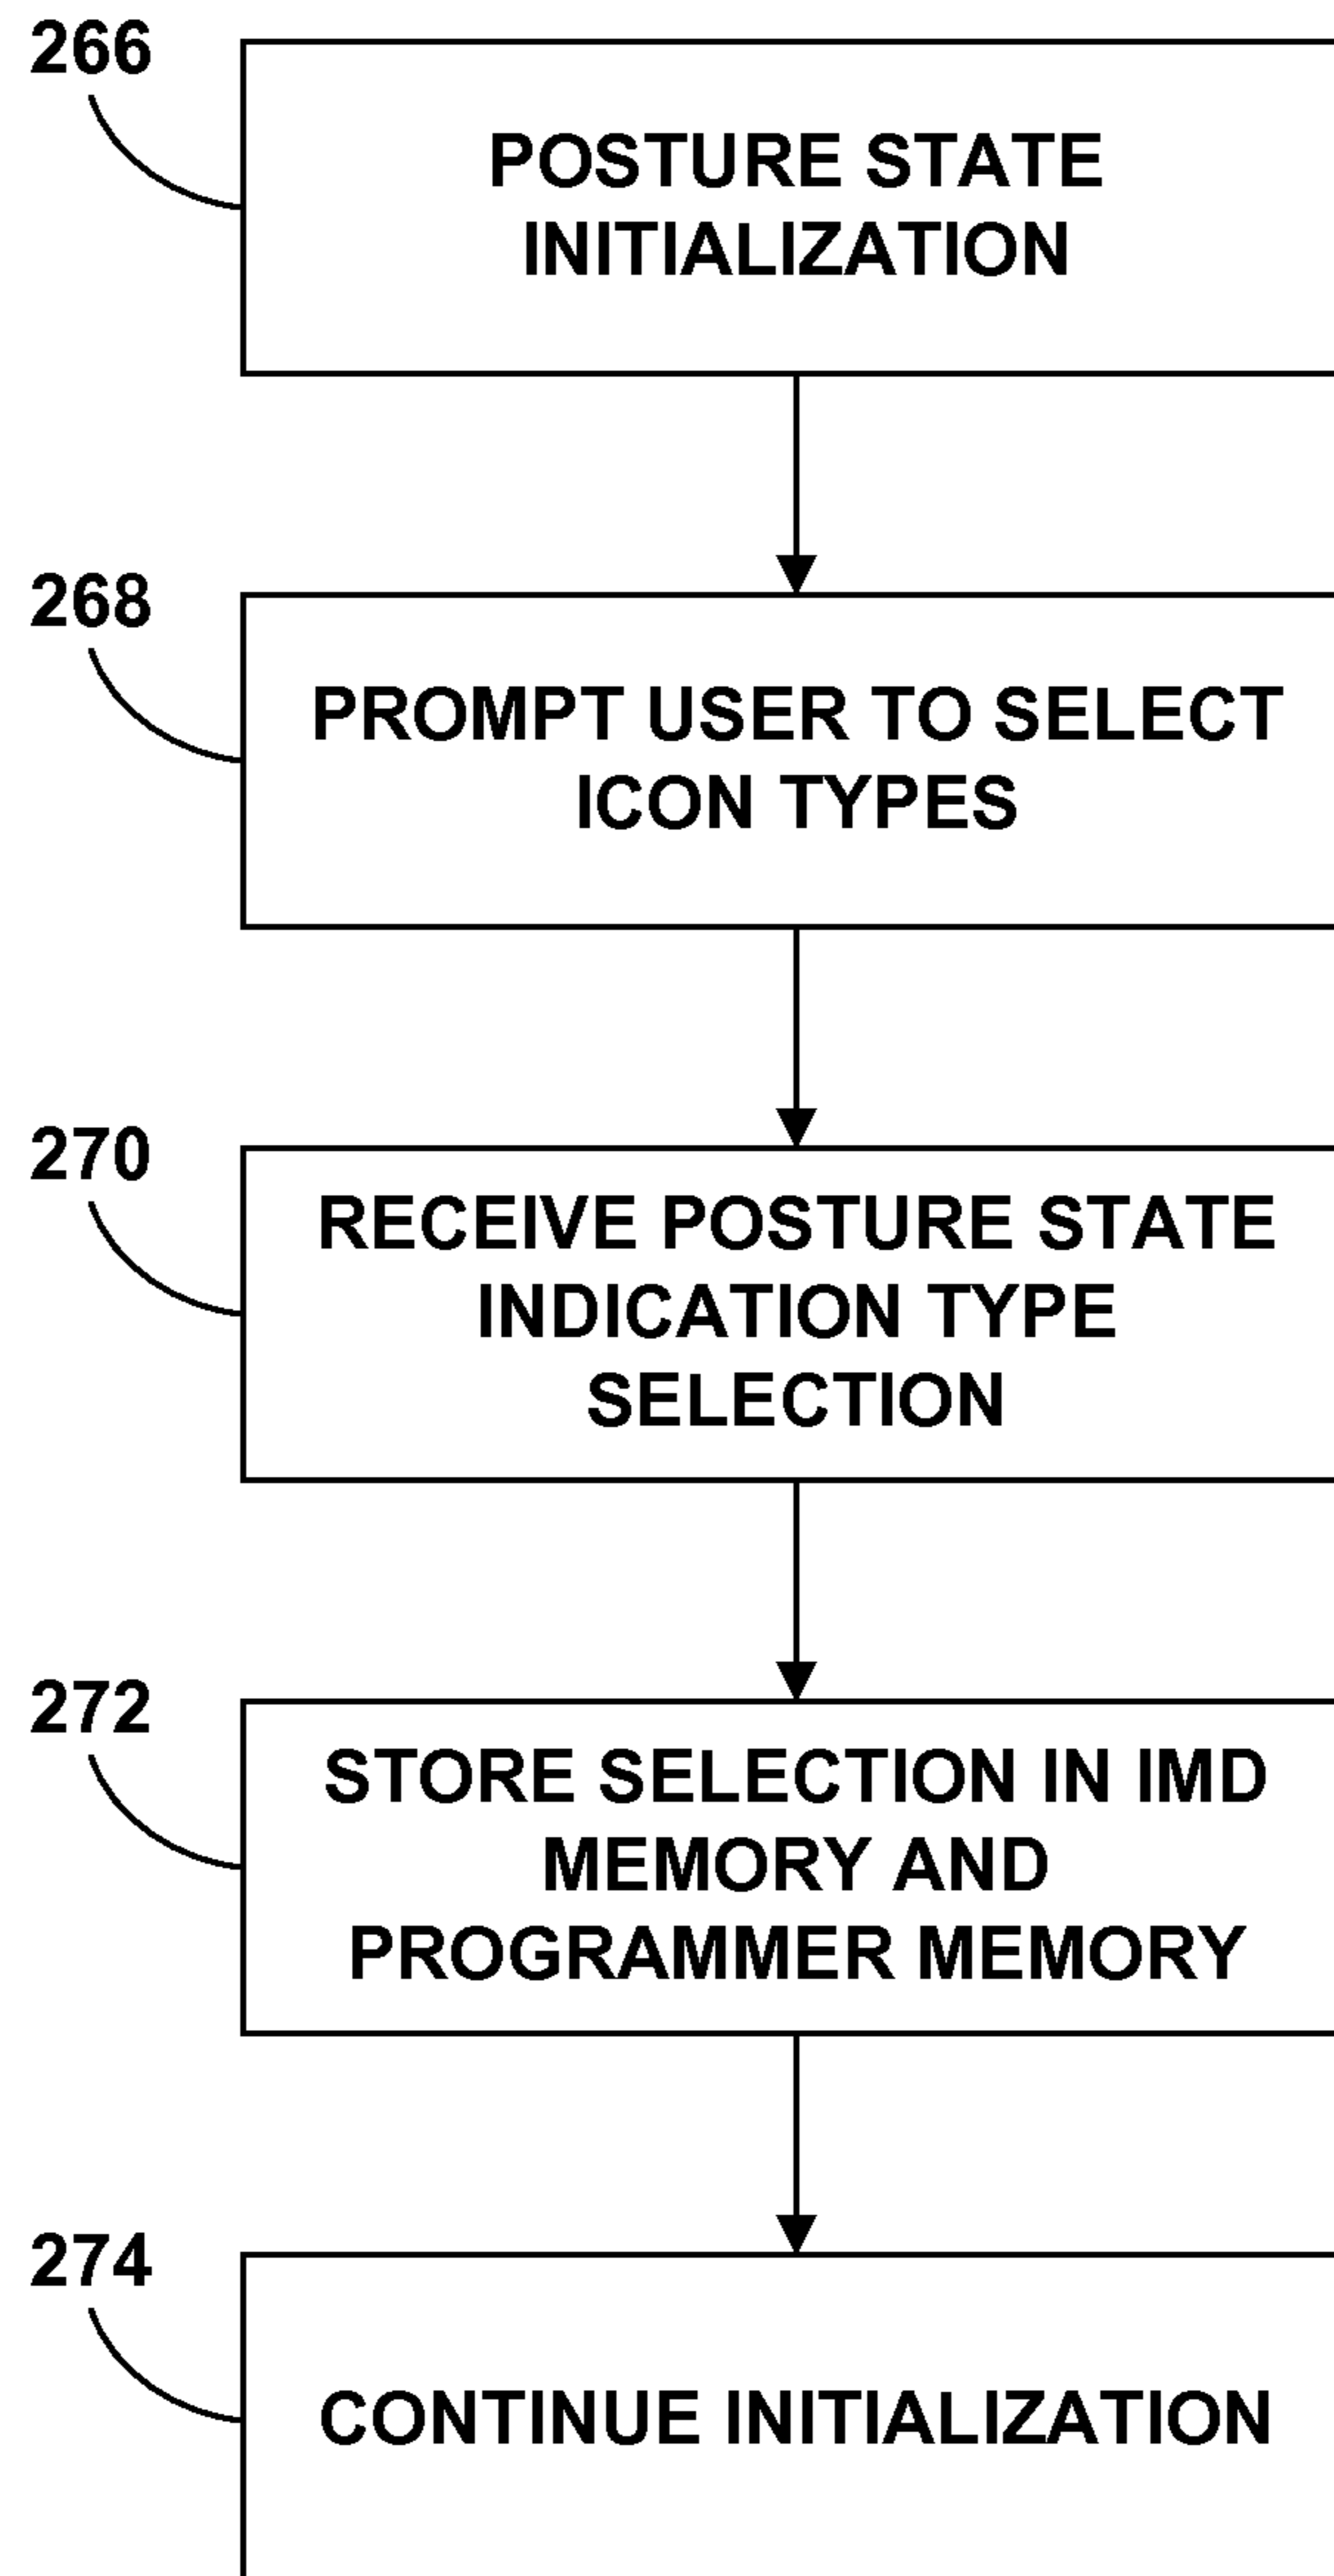 266
POSTURE STATE
INITIALIZATION
268
PROMPT USER TO SELECT
ICON TYPES
270
RECEIVE POSTURE STATE
INDICATION TYPE
SELECTION
272
STORE SELECTION IN IMD
MEMORY AND
PROGRAMMER MEMORY
274
CONTINUE INITIALIZATION